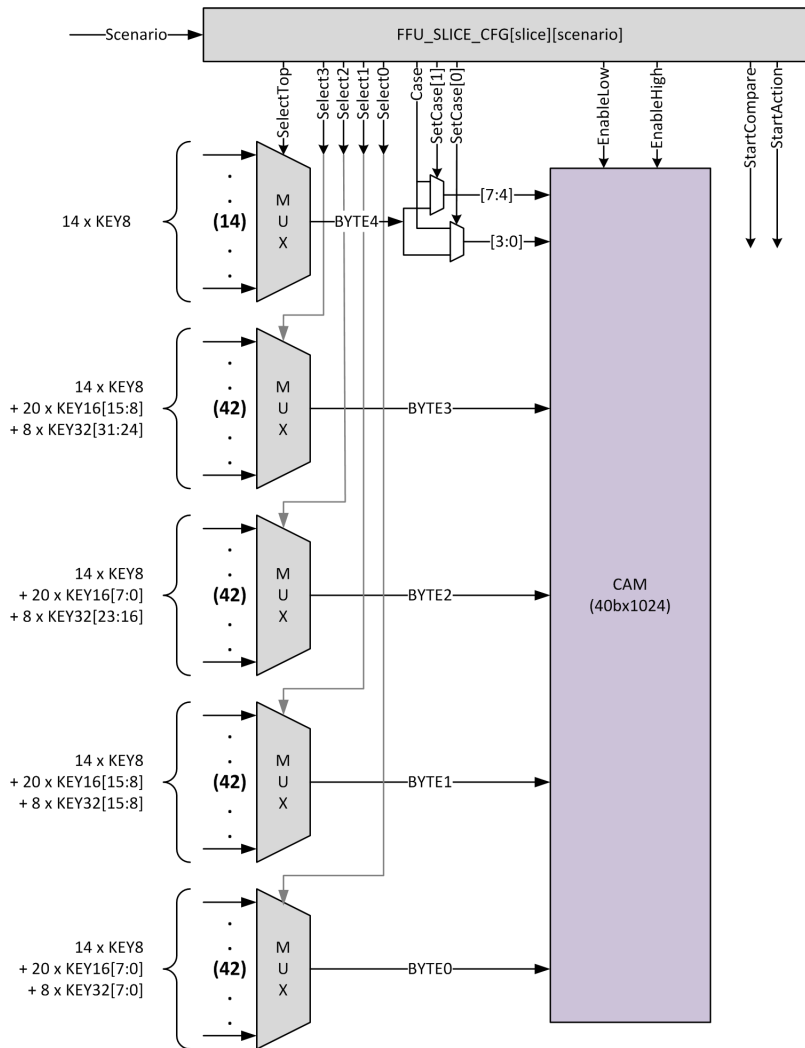 Scenario
FFU_SLICE_CFG[slice][scenario]
SelectTop
Select3
Select2
Select1
Select0
Case
SetCase[1]
SetCase[0]
EnableLow
EnableHigh
StartCompare
StartAction
14 x KEY8
(14)
M
U
X
BYTE4
[7:4]
[3:0]
14 x KEY8
+ 20 x KEY16[15:8]
+ 8 x KEY32[31:24]
(42)
M
U
X
BYTE3
14 x KEY8
+ 20 x KEY16[7:0]
+ 8 x KEY32[23:16]
(42)
M
U
X
BYTE2
CAM
(40bx1024)
14 x KEY8
+ 20 x KEY16[15:8]
+ 8 x KEY32[15:8]
(42)
M
U
X
BYTE1
14 x KEY8
+ 20 x KEY16[7:0]
+ 8 x KEY32[7:0]
(42)
M
U
X
BYTE0